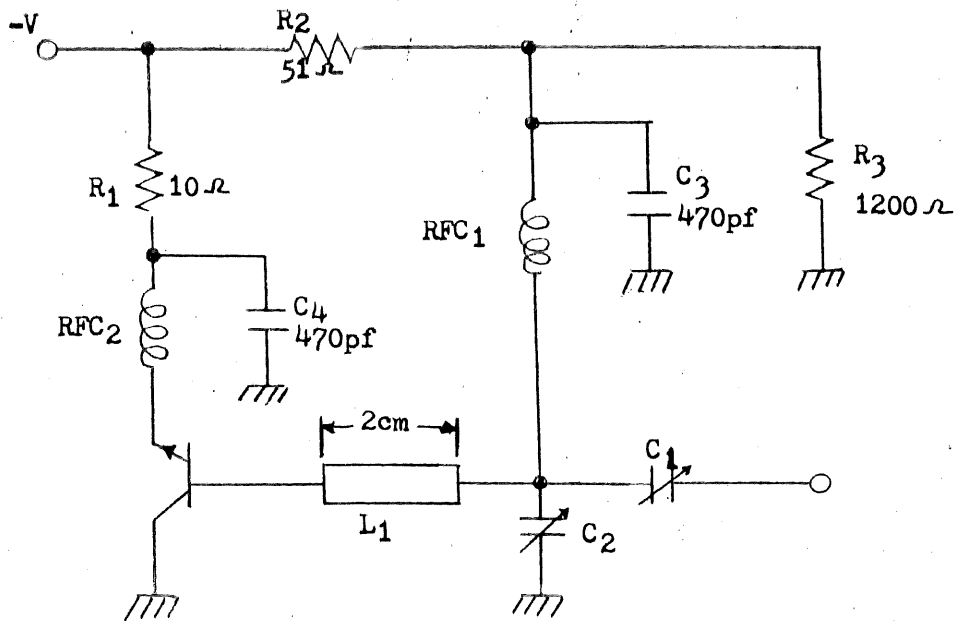 -V
R2
51Ω
R1
10Ω
RFC1
C3
470pf
R3
1200Ω
RFC2
C4
470pf
2cm
L1
C1
C2